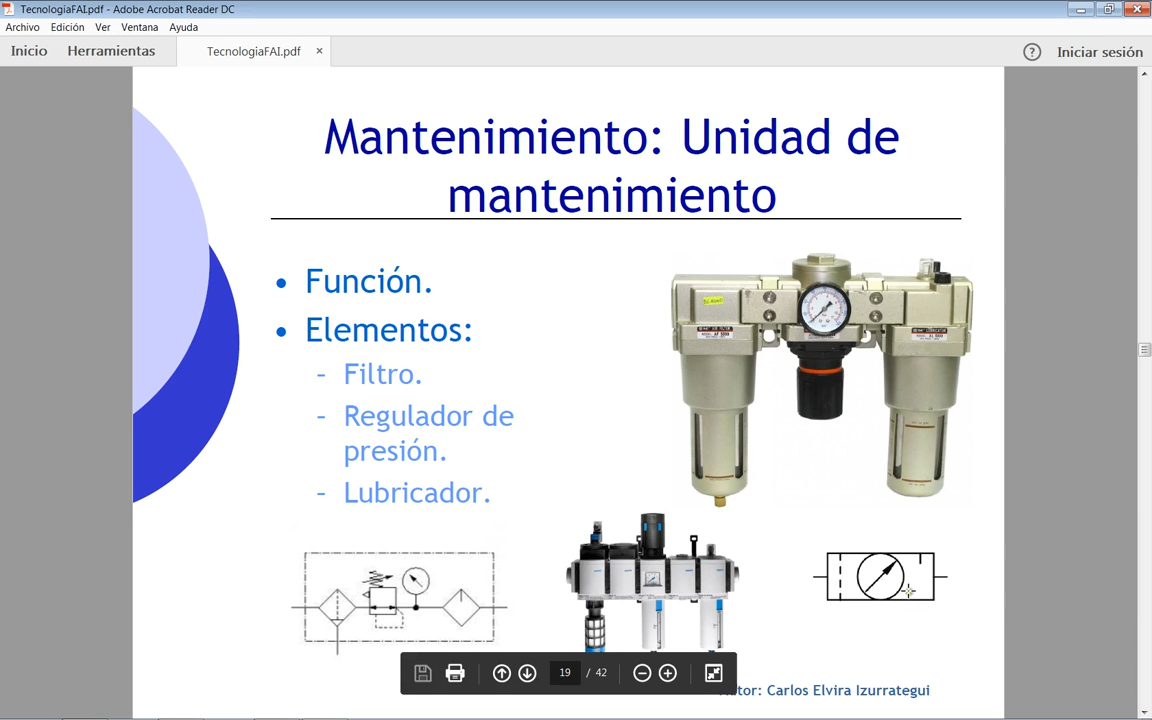 TecnologiaFAI.pdf - Adobe Acrobat Reader DC
Archivo Edición Ver Ventana Ayuda
Inicio Herramientas TecnologiaFAI.pdf × ? Iniciar sesión
Mantenimiento: Unidad de
mantenimiento
• Función.
• Elementos:
– Filtro.
– Regulador de
presión.
– Lubricador.
19 / 42
Autor: Carlos Elvira Izurrategui